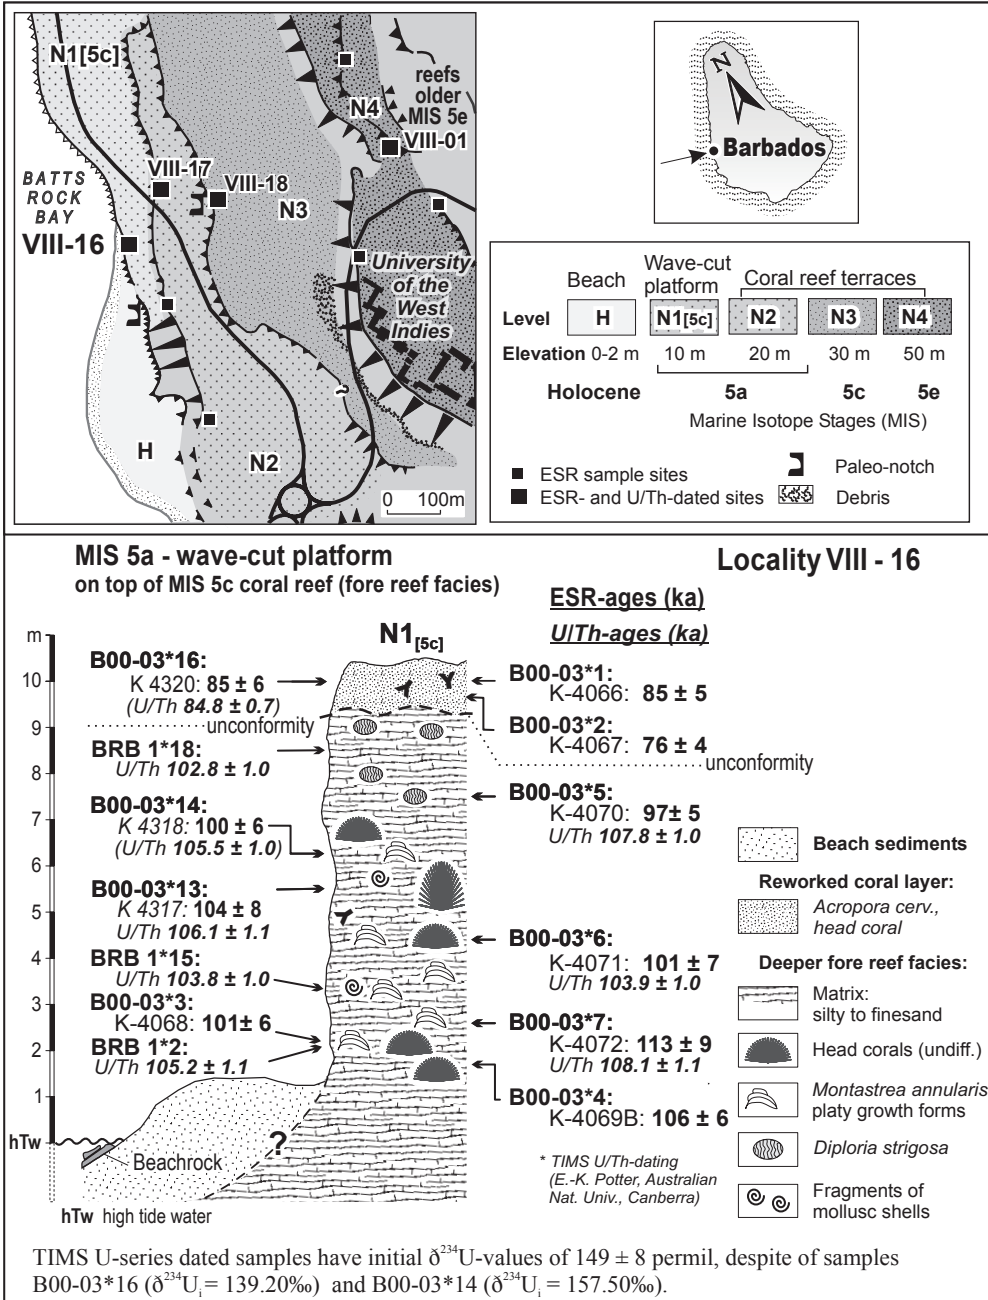 N1[5c]
reefs
older
MIS 5e
N4
VIII-01
VIII-17
VIII-18
BATTS
ROCK
BAY
N3
VIII-16
University
of the
West
Indies
H
N2
~
0 100m
N
Barbados
Beach
Wave-cut
platform
Coral reef terraces
Level H N1[5c] N2 N3 N4
Elevation 0-2 m 10 m 20 m 30 m 50 m
Holocene 5a 5c 5e
Marine Isotope Stages (MIS)
ESR sample sites
Paleo-notch
ESR- and U/Th-dated sites
Debris
MIS 5a - wave-cut platform
on top of MIS 5c coral reef (fore reef facies)
Locality VIII - 16
ESR-ages (ka)
U/Th-ages (ka)
N1[5c]
m
10
9
8
7
6
5
4
3
2
1
hTw
B00-03*16:
K 4320: 85 ± 6
(U/Th 84.8 ± 0.7)
unconformity
BRB 1*18:
U/Th 102.8 ± 1.0
B00-03*14:
K 4318: 100 ± 6
(U/Th 105.5 ± 1.0)
B00-03*13:
K 4317: 104 ± 8
U/Th 106.1 ± 1.1
BRB 1*15:
U/Th 103.8 ± 1.0
B00-03*3:
K-4068: 101± 6
BRB 1*2:
U/Th 105.2 ± 1.1
B00-03*1:
K-4066: 85 ± 5
B00-03*2:
K-4067: 76 ± 4
unconformity
B00-03*5:
K-4070: 97± 5
U/Th 107.8 ± 1.0
B00-03*6:
K-4071: 101 ± 7
U/Th 103.9 ± 1.0
B00-03*7:
K-4072: 113 ± 9
U/Th 108.1 ± 1.1
B00-03*4:
K-4069B: 106 ± 6
* TIMS U/Th-dating
(E.-K. Potter, Australian
Nat. Univ., Canberra)
?
Beachrock
hTw high tide water
Beach sediments
Reworked coral layer:
Acropora cerv.,
head coral
Deeper fore reef facies:
Matrix:
silty to finesand
Head corals (undiff.)
Montastrea annularis
platy growth forms
Diploria strigosa
Fragments of
mollusc shells
TIMS U-series dated samples have initial ð²³⁴U-values of 149 ± 8 permil, despite of samples
B00-03*16 (ð²³⁴Uᵢ = 139.20‰) and B00-03*14 (ð²³⁴Uᵢ = 157.50‰).